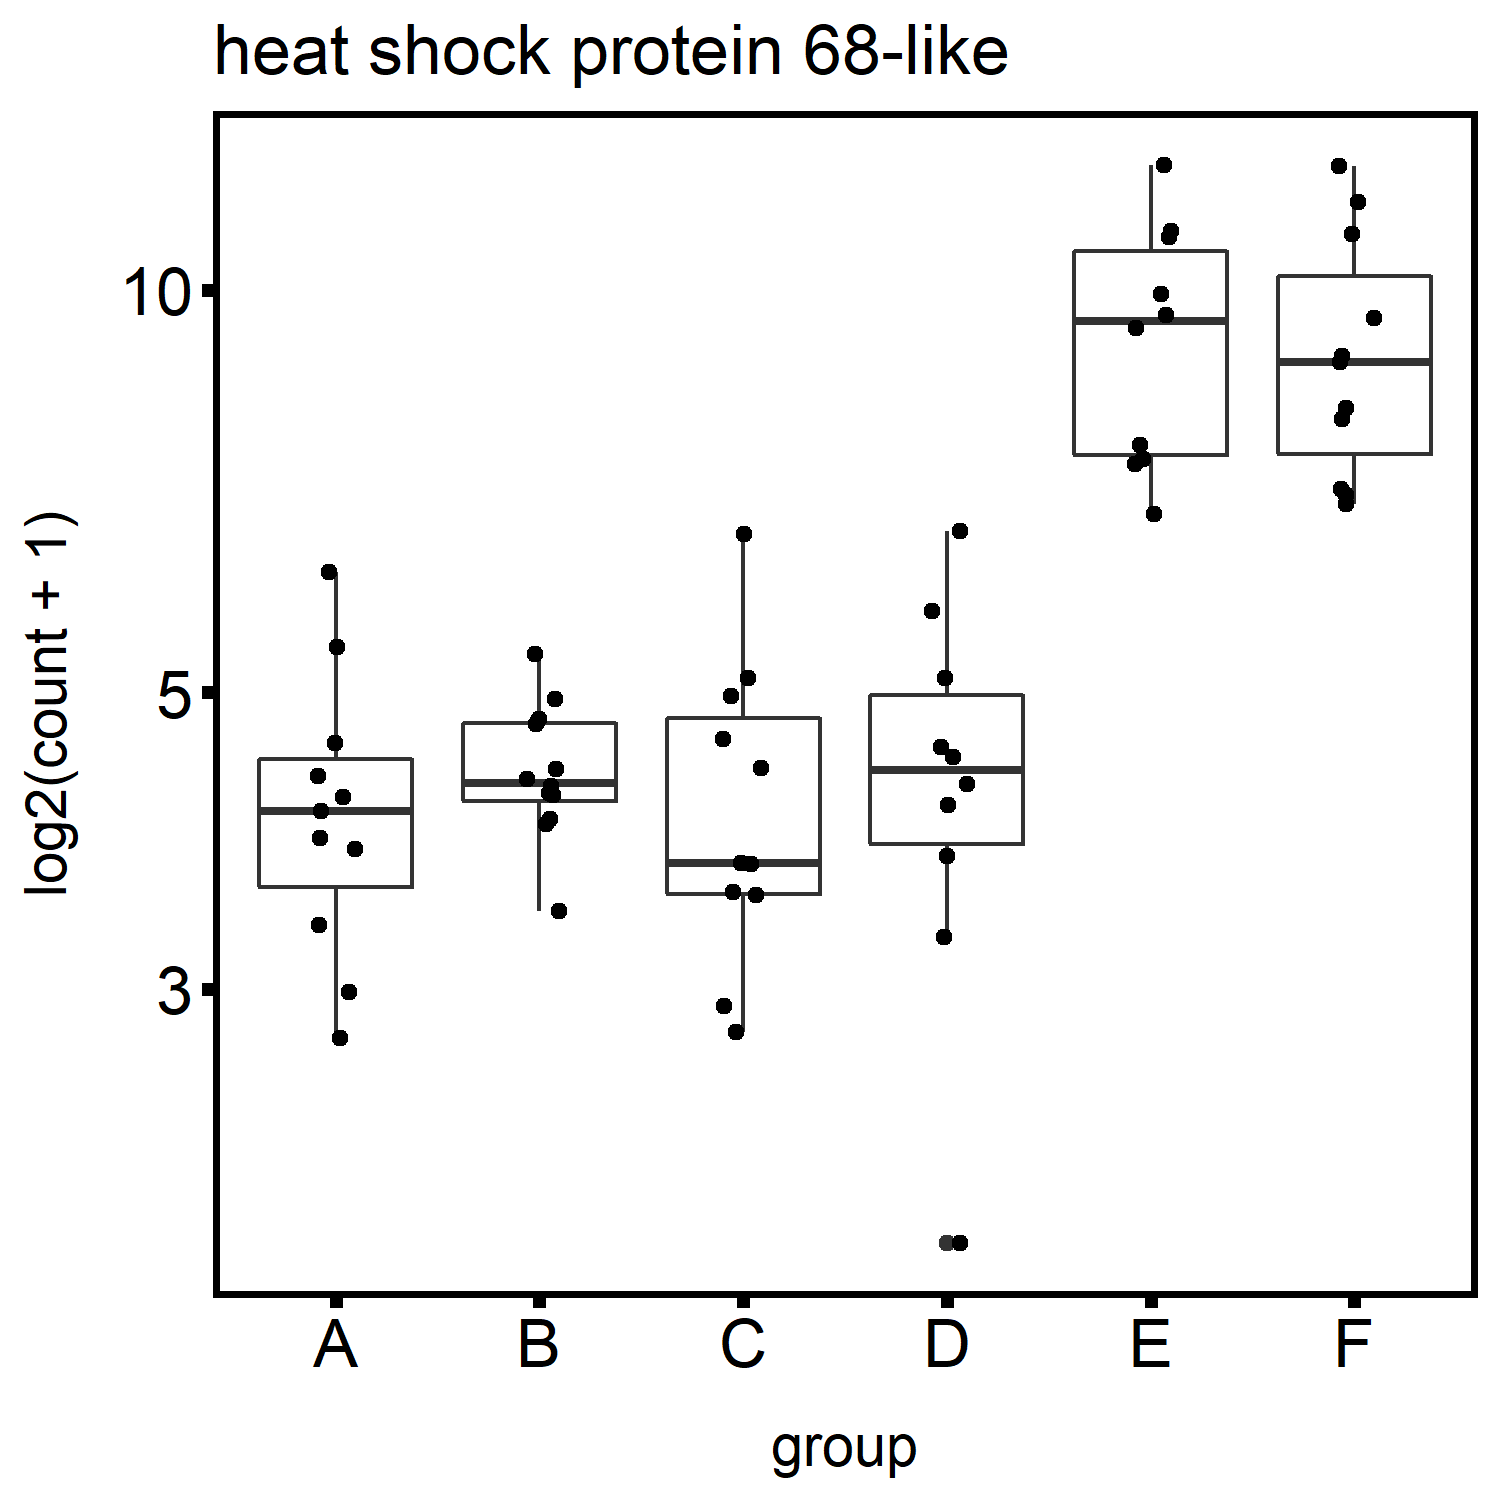 heat shock protein 68-like
log2(count + 1)
10
5
3
A B C D E F
group